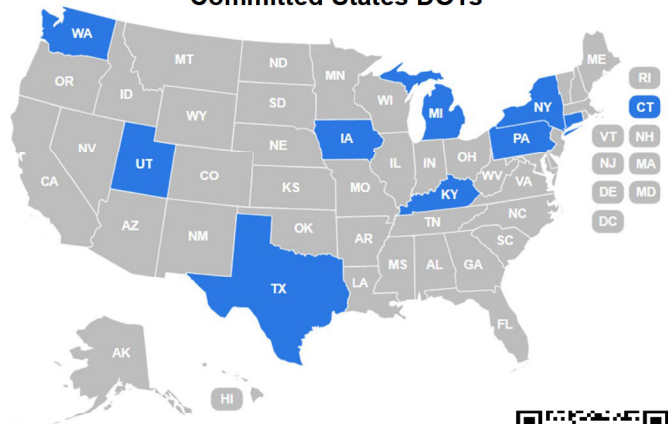 Committed States DOTs
WA
MT
ND
MN
ME
OR
ID
SD
WI
RI
WY
MI
NY
CT
NE
IA
PA
VT
NH
NV
UT
IL
IN
OH
NJ
MA
CO
WV
CA
KS
MO
KY
VA
DE
MD
NC
TN
DC
AZ
NM
OK
AR
SC
MS
AL
GA
TX
LA
FL
AK
HI